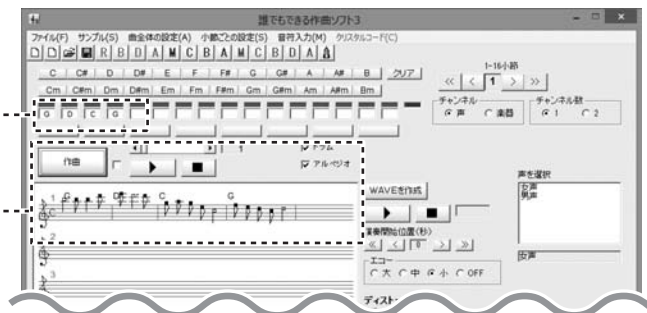 誰でもできる作曲ソフト3
ファイル(F) サンプル(S) 曲全体の設定(A) 小節ごとの設定(E) 音符入力(M) クリスタルコード(C)
R B D A M C B A M C B D A
C C# D D# E F F# G G# A A# B クリア
Cm C#m Dm D#m Em Fm F#m Gm G#m Am A#m Bm
1-16小節
<< < 1 > >>
チャンネル チャンネル数
声 楽器 1 2
G D C G
1 ドラム
作曲 アルペジオ
声を選択
女声
男声
女声
WAVEを作成
演奏開始位置(秒)
<< < 0 > >>
エコー
大 中 小 OFF
ディスト
1 G D C G
2
3